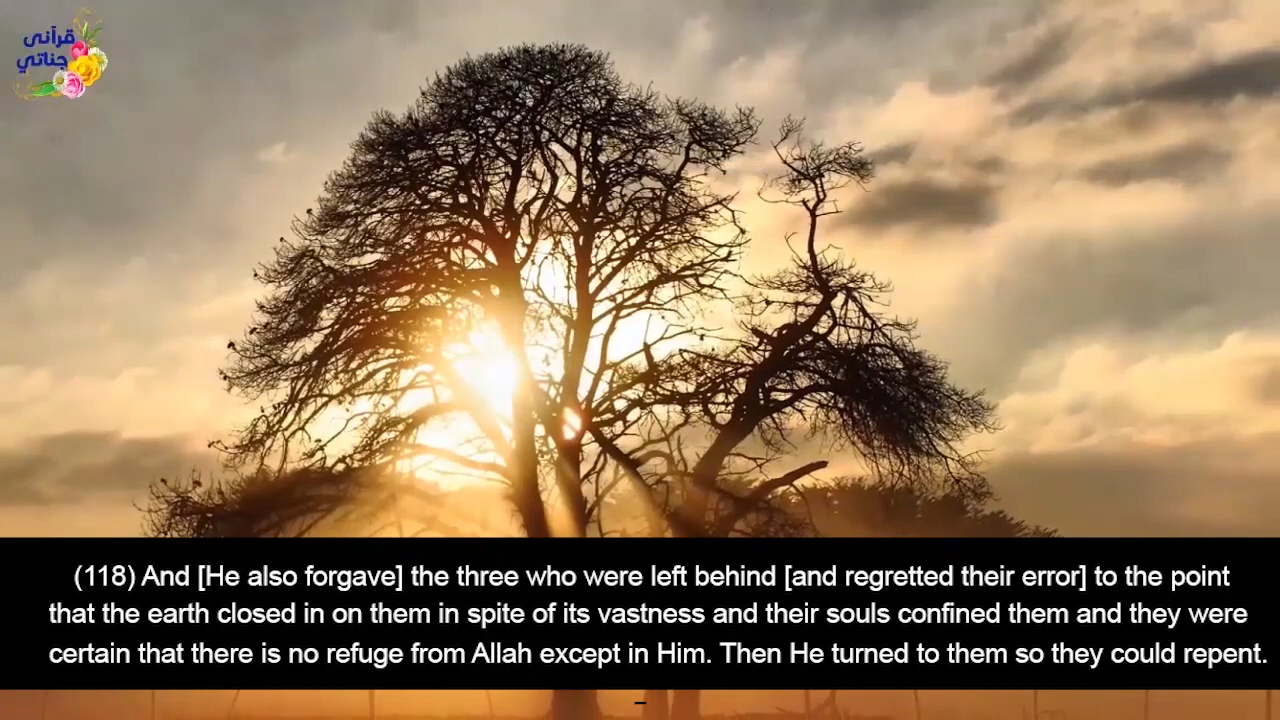 قرآنی
جناتي
(118) And [He also forgave] the three who were left behind [and regretted their error] to the point
that the earth closed in on them in spite of its vastness and their souls confined them and they were
certain that there is no refuge from Allah except in Him. Then He turned to them so they could repent.